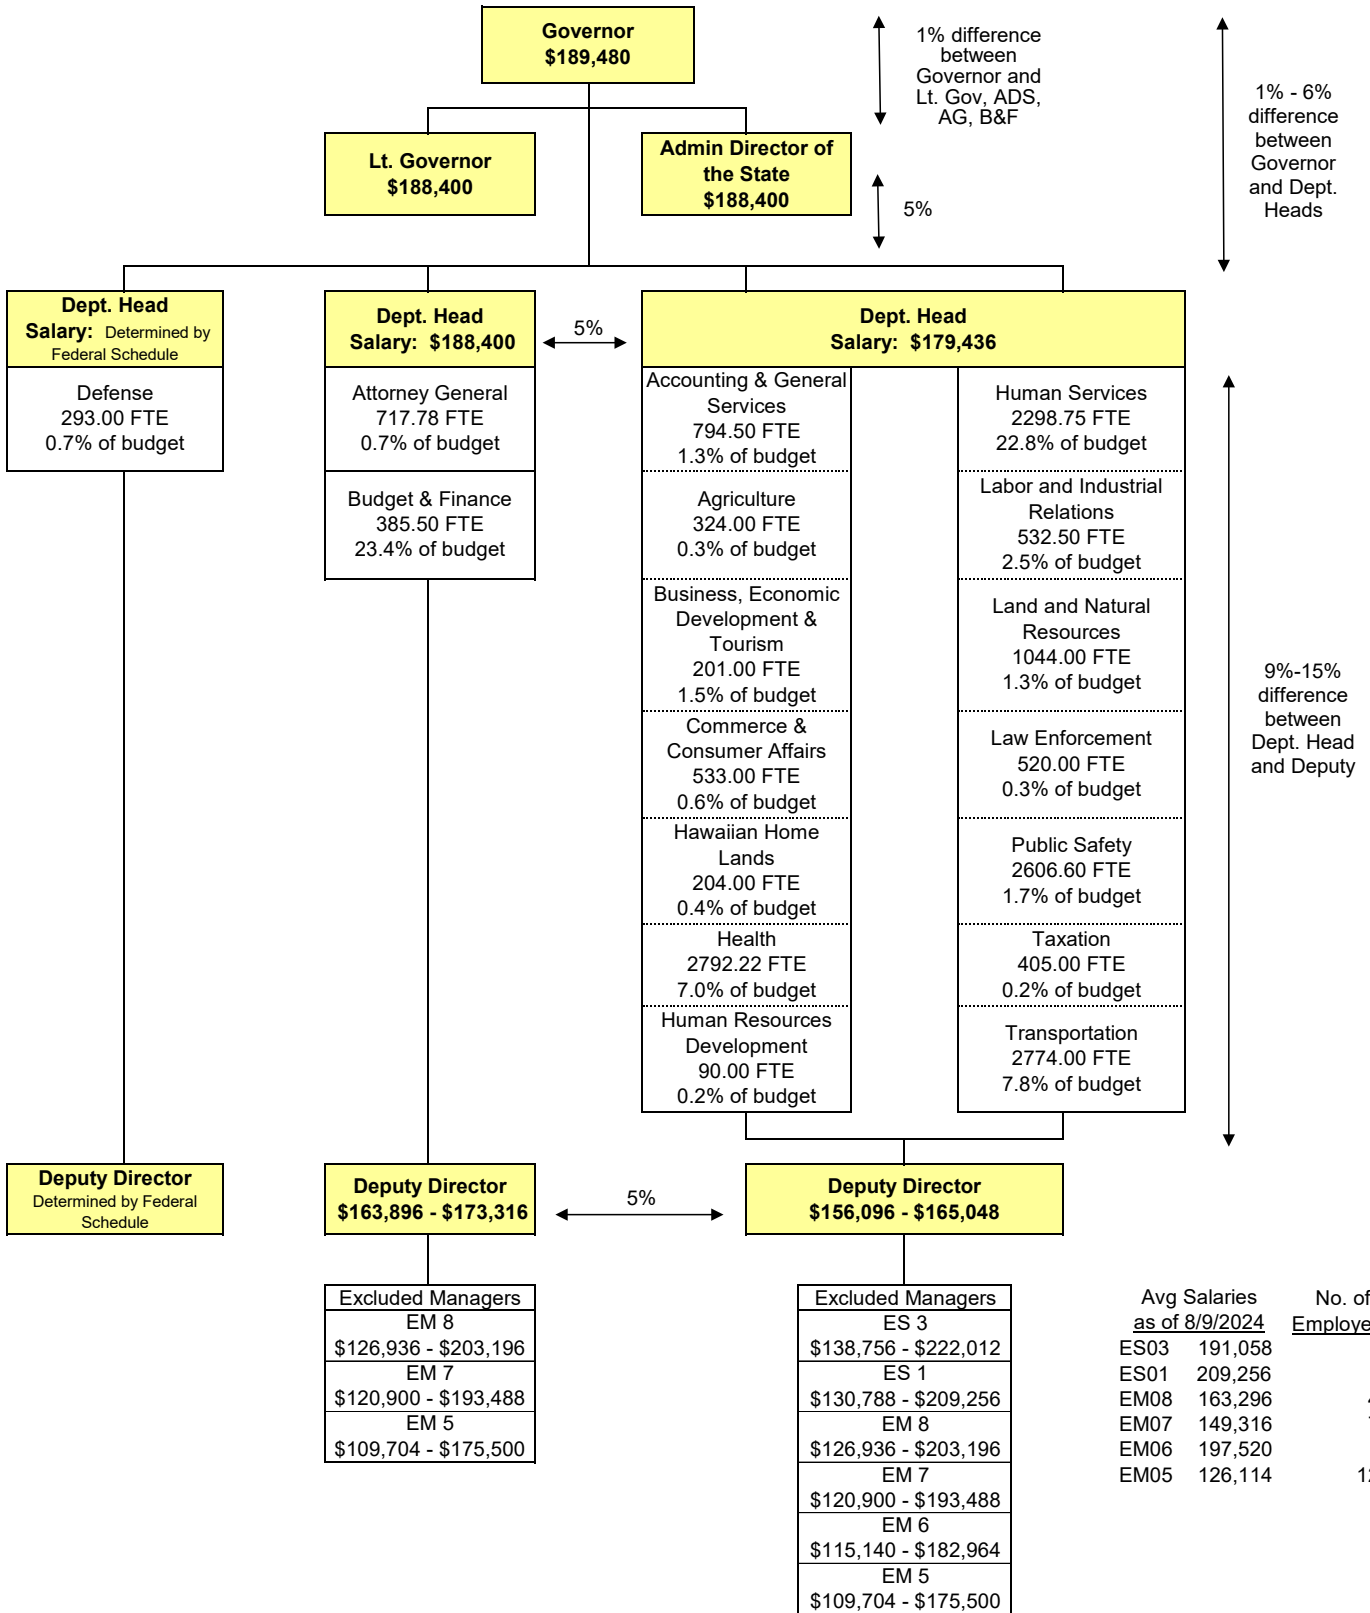 Governor
$189,480
1% difference
between
Governor and
Lt. Gov, ADS,
AG, B&F
1% - 6%
difference
between
Governor
and Dept.
Heads
Lt. Governor
$188,400
Admin Director of
the State
$188,400
5%
Dept. Head
Salary: Determined by
Federal Schedule
Defense
293.00 FTE
0.7% of budget
Dept. Head
Salary: $188,400
5%
Attorney General
717.78 FTE
0.7% of budget
Budget & Finance
385.50 FTE
23.4% of budget
Dept. Head
Salary: $179,436
Accounting & General
Services
794.50 FTE
1.3% of budget
Agriculture
324.00 FTE
0.3% of budget
Business, Economic
Development &
Tourism
201.00 FTE
1.5% of budget
Commerce &
Consumer Affairs
533.00 FTE
0.6% of budget
Hawaiian Home
Lands
204.00 FTE
0.4% of budget
Health
2792.22 FTE
7.0% of budget
Human Resources
Development
90.00 FTE
0.2% of budget
Human Services
2298.75 FTE
22.8% of budget
Labor and Industrial
Relations
532.50 FTE
2.5% of budget
Land and Natural
Resources
1044.00 FTE
1.3% of budget
Law Enforcement
520.00 FTE
0.3% of budget
Public Safety
2606.60 FTE
1.7% of budget
Taxation
405.00 FTE
0.2% of budget
Transportation
2774.00 FTE
7.8% of budget
9%-15%
difference
between
Dept. Head
and Deputy
Deputy Director
Determined by Federal
Schedule
Deputy Director
$163,896 - $173,316
5%
Deputy Director
$156,096 - $165,048
Excluded Managers
EM 8
$126,936 - $203,196
EM 7
$120,900 - $193,488
EM 5
$109,704 - $175,500
Excluded Managers
ES 3
$138,756 - $222,012
ES 1
$130,788 - $209,256
EM 8
$126,936 - $203,196
EM 7
$120,900 - $193,488
EM 6
$115,140 - $182,964
EM 5
$109,704 - $175,500
Avg Salaries No. of
as of 8/9/2024 Employe
ES03 191,058
ES01 209,256
EM08 163,296
EM07 149,316
EM06 197,520
EM05 126,114